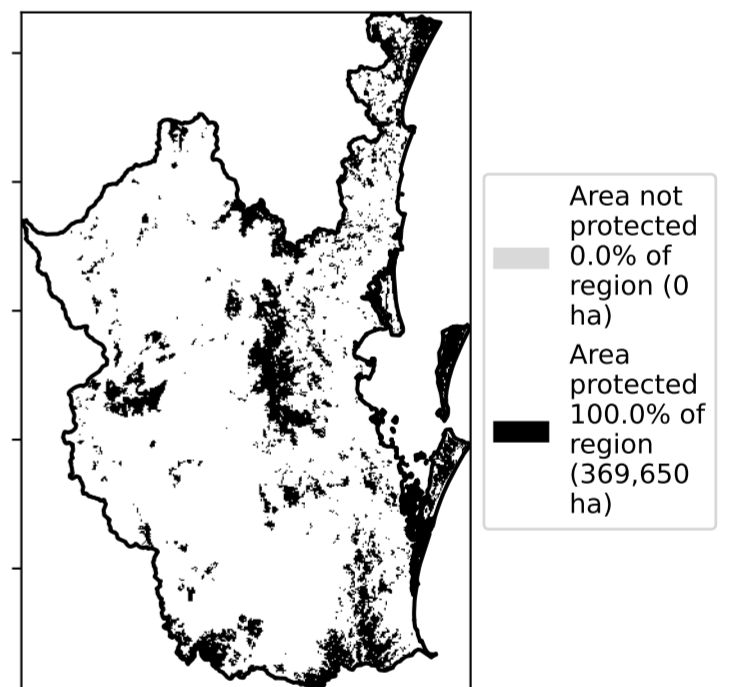 Area not
protected
0.0% of
region (0
ha)
Area
protected
100.0% of
region
(369,650
ha)